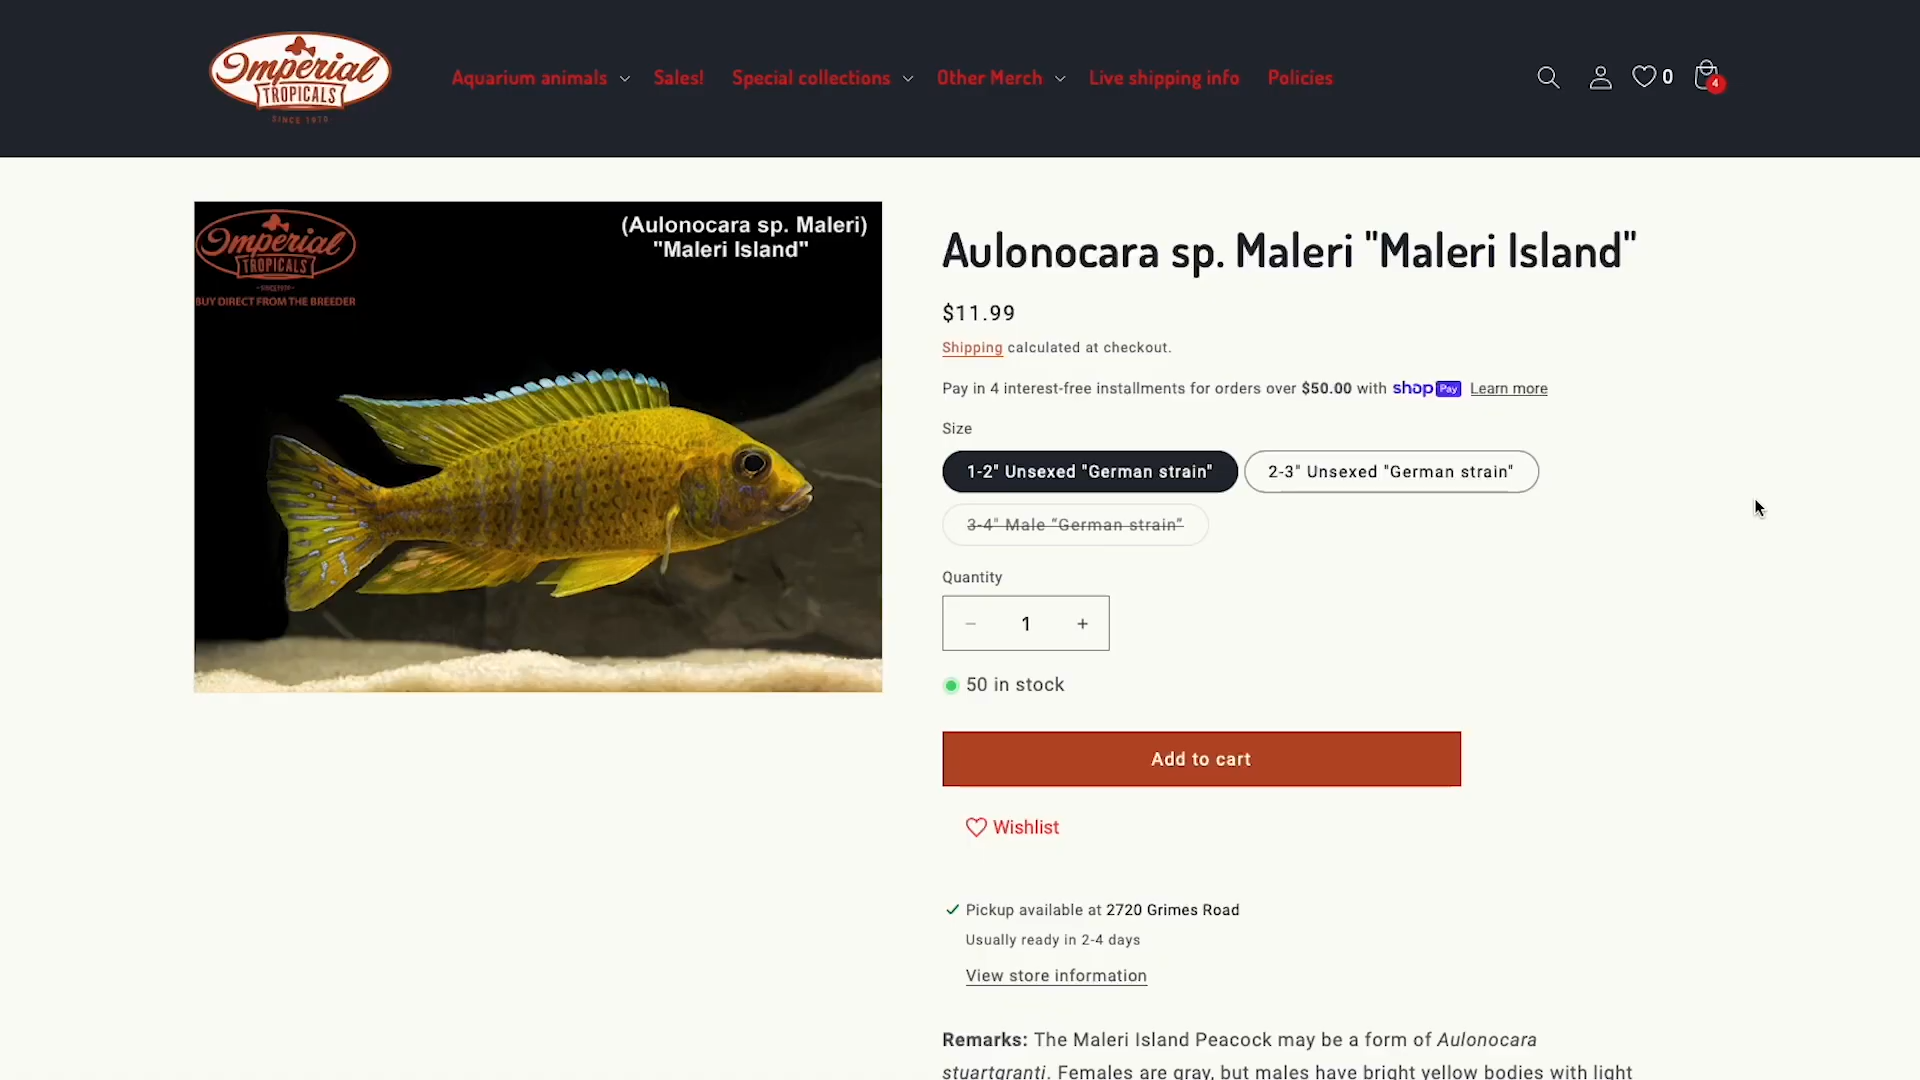 Imperial
TROPICALS
SINCE 1970
Aquarium animals
Sales!
Special collections
Other Merch
Live shipping info
Policies
0
4
Imperial
TROPICALS
-SINCE 1970-
BUY DIRECT FROM THE BREEDER
(Aulonocara sp. Maleri)
"Maleri Island"
Aulonocara sp. Maleri "Maleri Island"
$11.99
Shipping calculated at checkout.
Pay in 4 interest-free installments for orders over $50.00 with shop Pay Learn more
Size
1-2" Unsexed "German strain"
2-3" Unsexed "German strain"
3-4" Male “German strain”
Quantity
− 1 +
50 in stock
Add to cart
Wishlist
Pickup available at 2720 Grimes Road
Usually ready in 2-4 days
View store information
Remarks: The Maleri Island Peacock may be a form of Aulonocara
stuartgranti. Females are gray, but males have bright yellow bodies with light